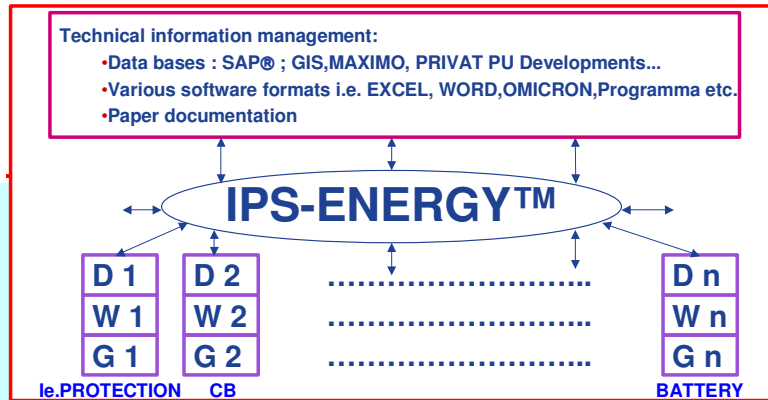 Technical information management:
•Data bases : SAP® ; GIS,MAXIMO, PRIVAT PU Developments...
•Various software formats i.e. EXCEL, WORD,OMICRON,Programma etc.
•Paper documentation
IPS-ENERGY™
D 1 D 2 ............................. D n
W 1 W 2 ............................. W n
G 1 G 2 ............................. G n
Ie.PROTECTION CB BATTERY